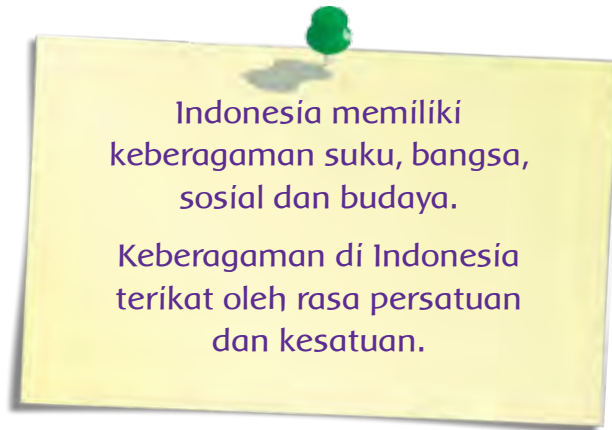 Indonesia memiliki
keberagaman suku, bangsa,
sosial dan budaya.
Keberagaman di Indonesia
terikat oleh rasa persatuan
dan kesatuan.